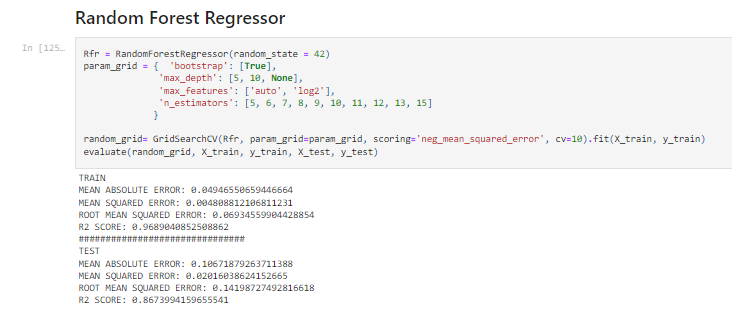 Random Forest Regressor
In [125…
Rfr = RandomForestRegressor(random_state = 42)
param_grid = {  'bootstrap': [True],
'max_depth': [5, 10, None],
'max_features': ['auto', 'log2'],
'n_estimators': [5, 6, 7, 8, 9, 10, 11, 12, 13, 15]
}
random_grid= GridSearchCV(Rfr, param_grid=param_grid, scoring='neg_mean_squared_error', cv=10).fit(X_train, y_train)
evaluate(random_grid, X_train, y_train, X_test, y_test)
TRAIN
MEAN ABSOLUTE ERROR: 0.04946550659446664
MEAN SQUARED ERROR: 0.004808812106811231
ROOT MEAN SQUARED ERROR: 0.06934559904428854
R2 SCORE: 0.9689040852508862
################################
TEST
MEAN ABSOLUTE ERROR: 0.10671879263711388
MEAN SQUARED ERROR: 0.02016038624152665
ROOT MEAN SQUARED ERROR: 0.14198727492816618
R2 SCORE: 0.8673994159655541